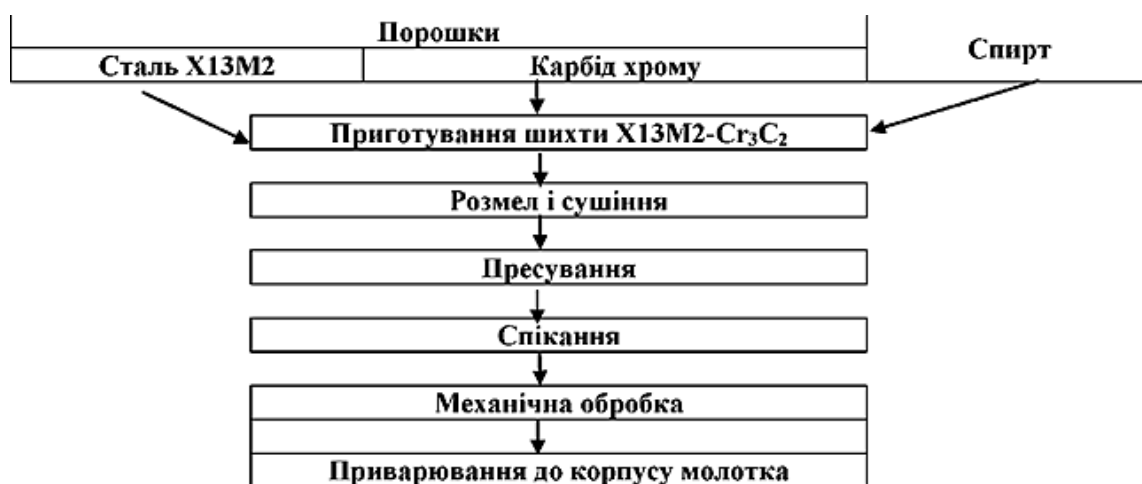 Порошки
Сталь Х13М2
Карбід хрому
Спирт
Приготування шихти Х13М2-Cr₃C₂
Розмел і сушіння
Пресування
Спікання
Механічна обробка
Приварювання до корпусу молотка